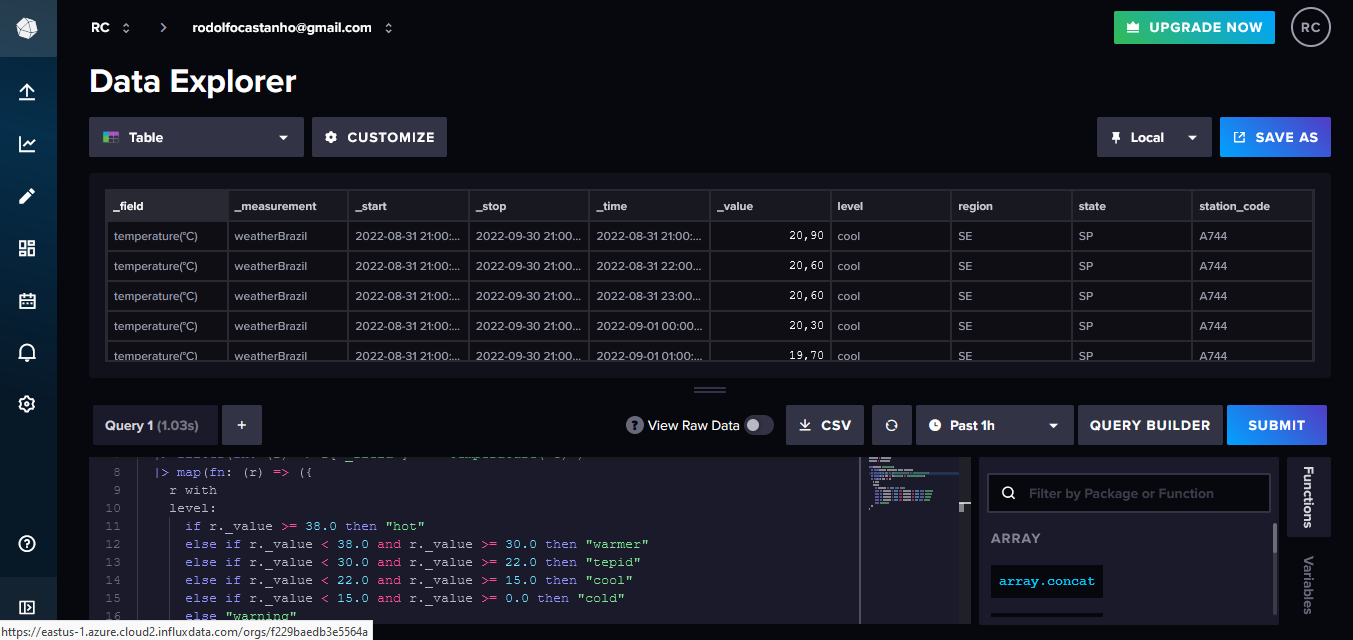 RC
rodolfocastanho@gmail.com
UPGRADE NOW
RC
Data Explorer
Table
CUSTOMIZE
Local
SAVE AS
_field _measurement _start _stop _time _value level region state station_code
temperature(°C) weatherBrazil 2022-08-31 21:00:... 2022-09-30 21:00... 2022-08-31 21:00:... 20,90 cool SE SP A744
temperature(°C) weatherBrazil 2022-08-31 21:00:... 2022-09-30 21:00... 2022-08-31 22:00... 20,60 cool SE SP A744
temperature(°C) weatherBrazil 2022-08-31 21:00:... 2022-09-30 21:00... 2022-08-31 23:00... 20,60 cool SE SP A744
temperature(°C) weatherBrazil 2022-08-31 21:00:... 2022-09-30 21:00... 2022-09-01 00:00... 20,30 cool SE SP A744
temperature(°C) weatherBrazil 2022-08-31 21:00:... 2022-09-30 21:00... 2022-09-01 01:00:... 19,70 cool SE SP A744
Query 1 (1.03s)
+
View Raw Data
CSV
Past 1h
QUERY BUILDER
SUBMIT
8 |> map(fn: (r) => ({
9 r with
10 level:
11 if r._value >= 38.0 then "hot"
12 else if r._value < 38.0 and r._value >= 30.0 then "warmer"
13 else if r._value < 30.0 and r._value >= 22.0 then "tepid"
14 else if r._value < 22.0 and r._value >= 15.0 then "cool"
15 else if r._value < 15.0 and r._value >= 0.0 then "cold"
16 else "warning"
Filter by Package or Function
ARRAY
array.concat
Functions
Variables
https://eastus-1.azure.cloud2.influxdata.com/orgs/f229baedb3e5564a